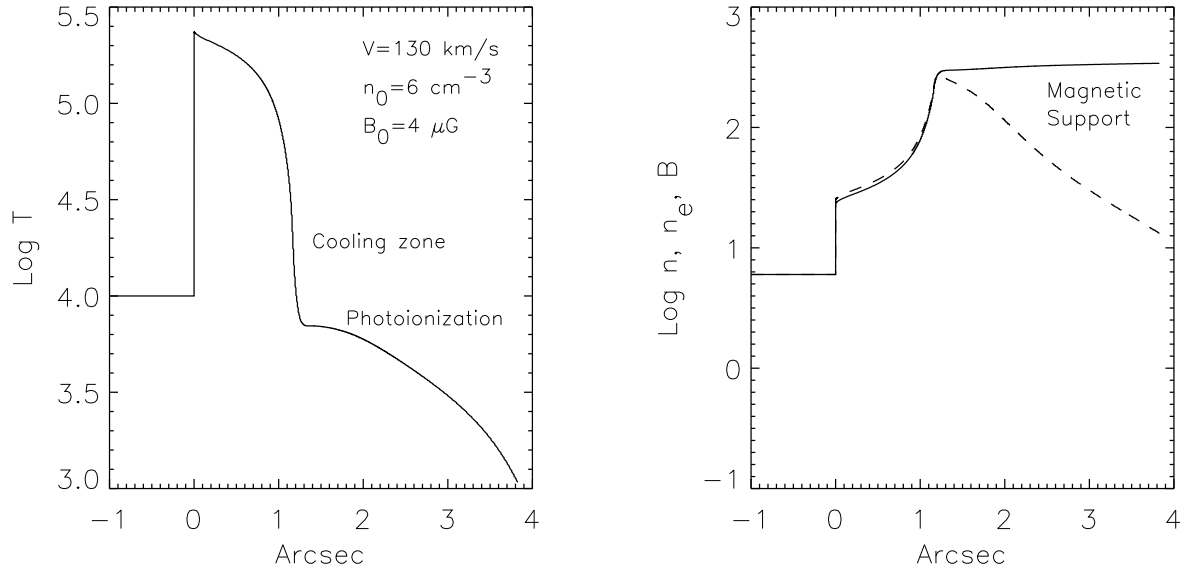 5.5
5.0
4.5
4.0
3.5
3.0
Log T
V=130 km/s
n₀=6 cm⁻³
B₀=4 μG
Cooling zone
Photoionization
−1 0 1 2 3 4
Arcsec
3
2
1
0
−1
Log n, nₑ, B
Magnetic
Support
−1 0 1 2 3 4
Arcsec